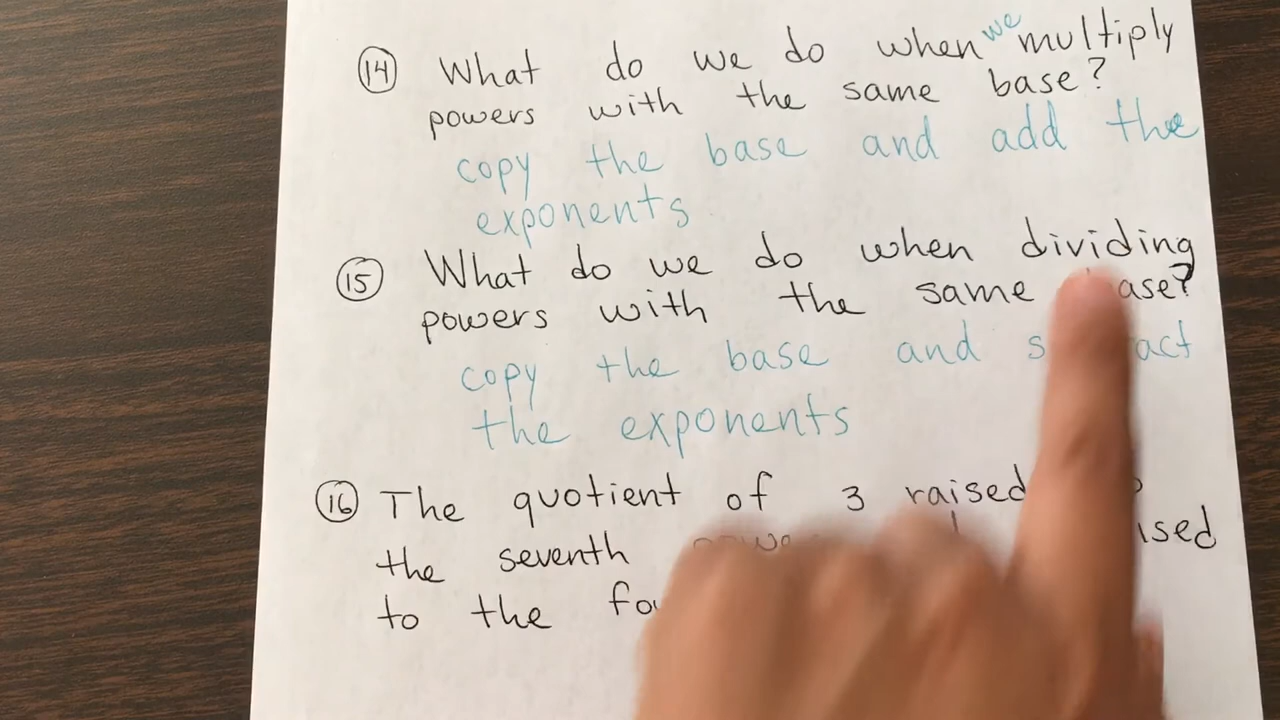 14 What do we do when we multiply
powers with the same base?
copy the base and add the
exponents
15 What do we do when dividing
powers with the same ase?
copy the base and
the exponents
16 The quotient of 3 raised
the seventh
to the